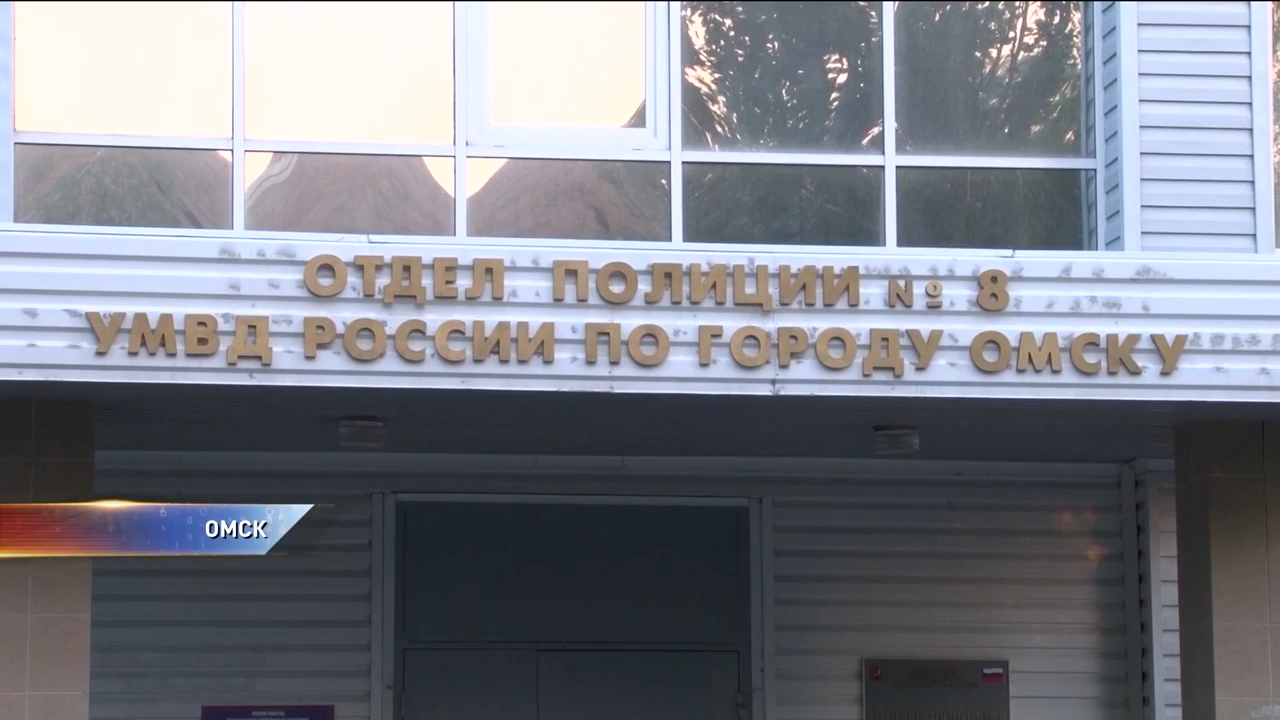 ОТДЕЛ ПОЛИЦИИ № 8
УМВД РОССИИ ПО ГОРОДУ ОМСКУ
ОМСК